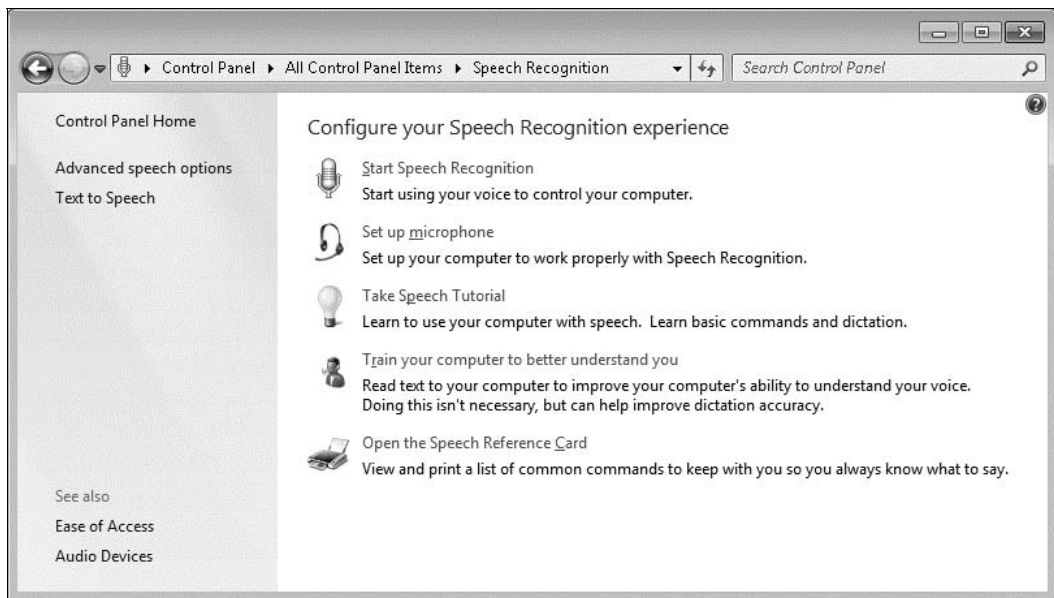 Control Panel ▸ All Control Panel Items ▸ Speech Recognition
Search Control Panel
Control Panel Home
Advanced speech options
Text to Speech
Configure your Speech Recognition experience
Start Speech Recognition
Start using your voice to control your computer.
Set up microphone
Set up your computer to work properly with Speech Recognition.
Take Speech Tutorial
Learn to use your computer with speech. Learn basic commands and dictation.
Train your computer to better understand you
Read text to your computer to improve your computer's ability to understand your voice.
Doing this isn't necessary, but can help improve dictation accuracy.
Open the Speech Reference Card
View and print a list of common commands to keep with you so you always know what to say.
See also
Ease of Access
Audio Devices